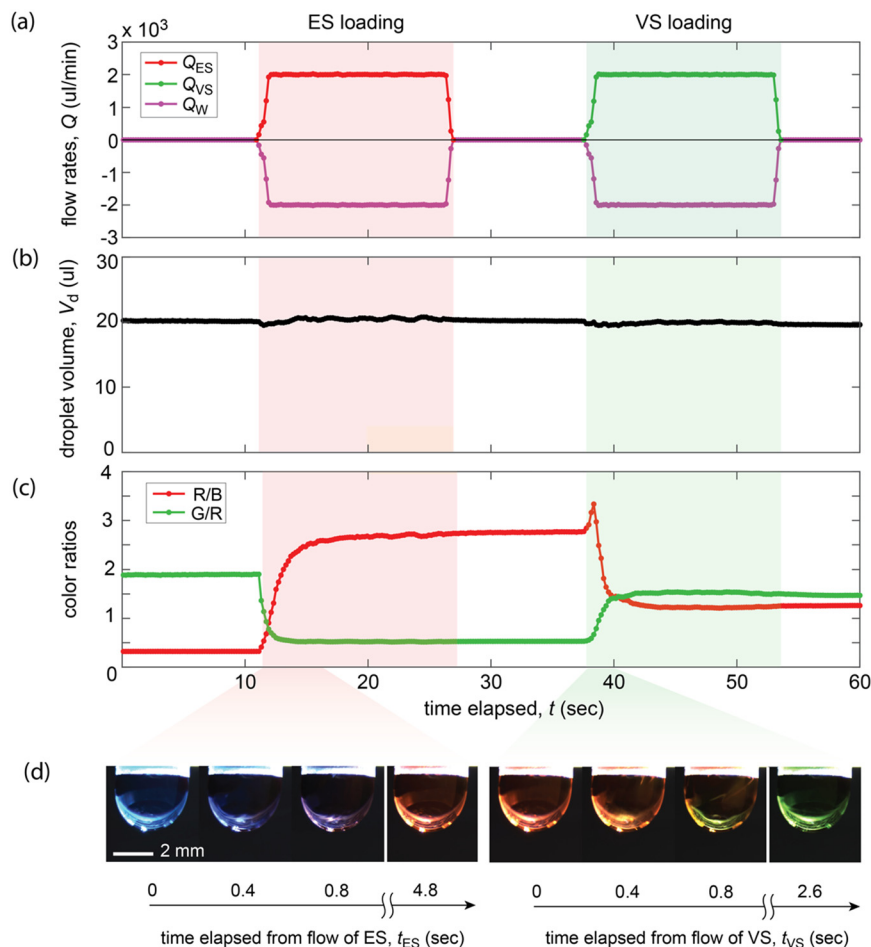 (a)
ES loading
VS loading
× 10³
3
2
1
0
-1
-2
-3
flow rates, Q (ul/min)
Q_ES
Q_VS
Q_W
(b)
30
20
10
0
droplet volume, V_d (ul)
(c)
4
3
2
1
0
color ratios
R/B
G/R
0
10
20
30
40
50
60
time elapsed, t (sec)
(d)
2 mm
0
0.4
0.8
4.8
time elapsed from flow of ES, t_ES (sec)
0
0.4
0.8
2.6
time elapsed from flow of VS, t_VS (sec)